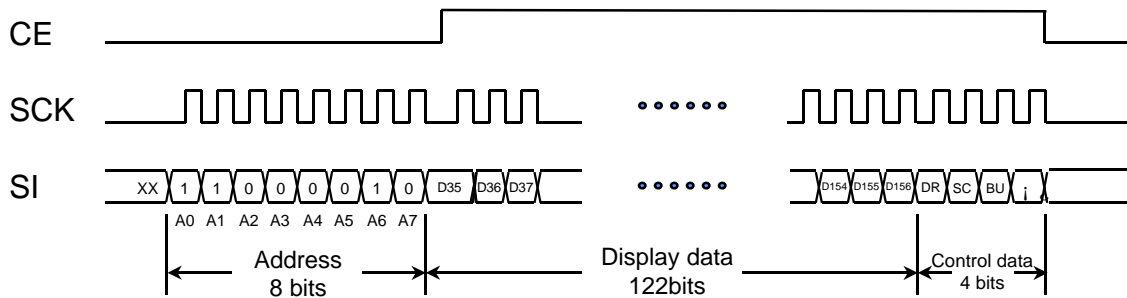 CE
SCK
SI
XX 1 1 0 0 0 0 1 0 D35 D36 D37 D154 D155 D156 DR SC BU
A0 A1 A2 A3 A4 A5 A6 A7
Address
8 bits
Display data
122bits
Control data
4 bits